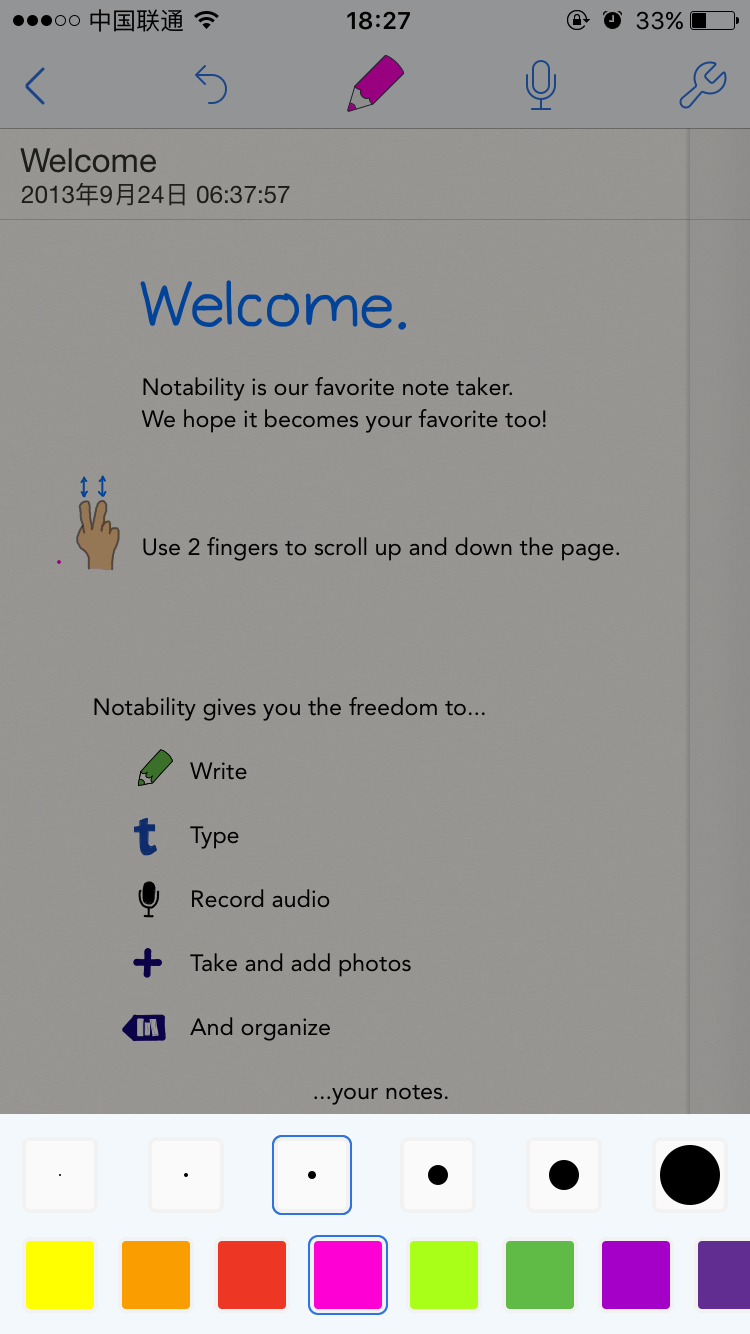 中国联通
18:27
33%
Welcome
2013年9月24日 06:37:57
Welcome.
Notability is our favorite note taker.
We hope it becomes your favorite too!
Use 2 fingers to scroll up and down the page.
Notability gives you the freedom to...
Write
t
Type
Record audio
Take and add photos
And organize
...your notes.